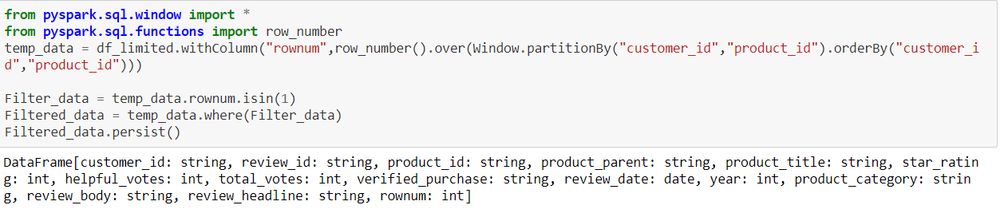 from pyspark.sql.window import *
from pyspark.sql.functions import row_number
temp_data = df_limited.withColumn("rownum",row_number().over(Window.partitionBy("customer_id","product_id").orderBy("customer_i
d","product_id")))
Filter_data = temp_data.rownum.isin(1)
Filtered_data = temp_data.where(Filter_data)
Filtered_data.persist()
DataFrame[customer_id: string, review_id: string, product_id: string, product_parent: string, product_title: string, star_ratin
g: int, helpful_votes: int, total_votes: int, verified_purchase: string, review_date: date, year: int, product_category: strin
g, review_body: string, review_headline: string, rownum: int]